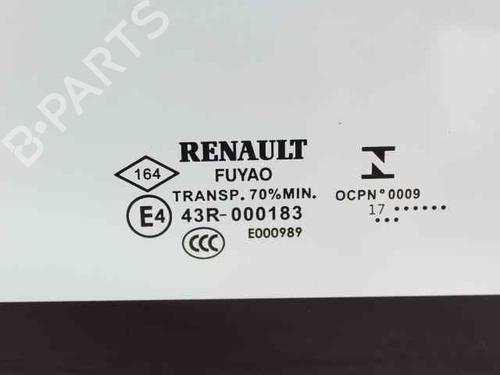 B-PARTS
RENAULT
164
FUYAO
TRANSP. 70%MIN.
OCPN°0009
E4
43R-000183
17 ......
...
CCC
E000989